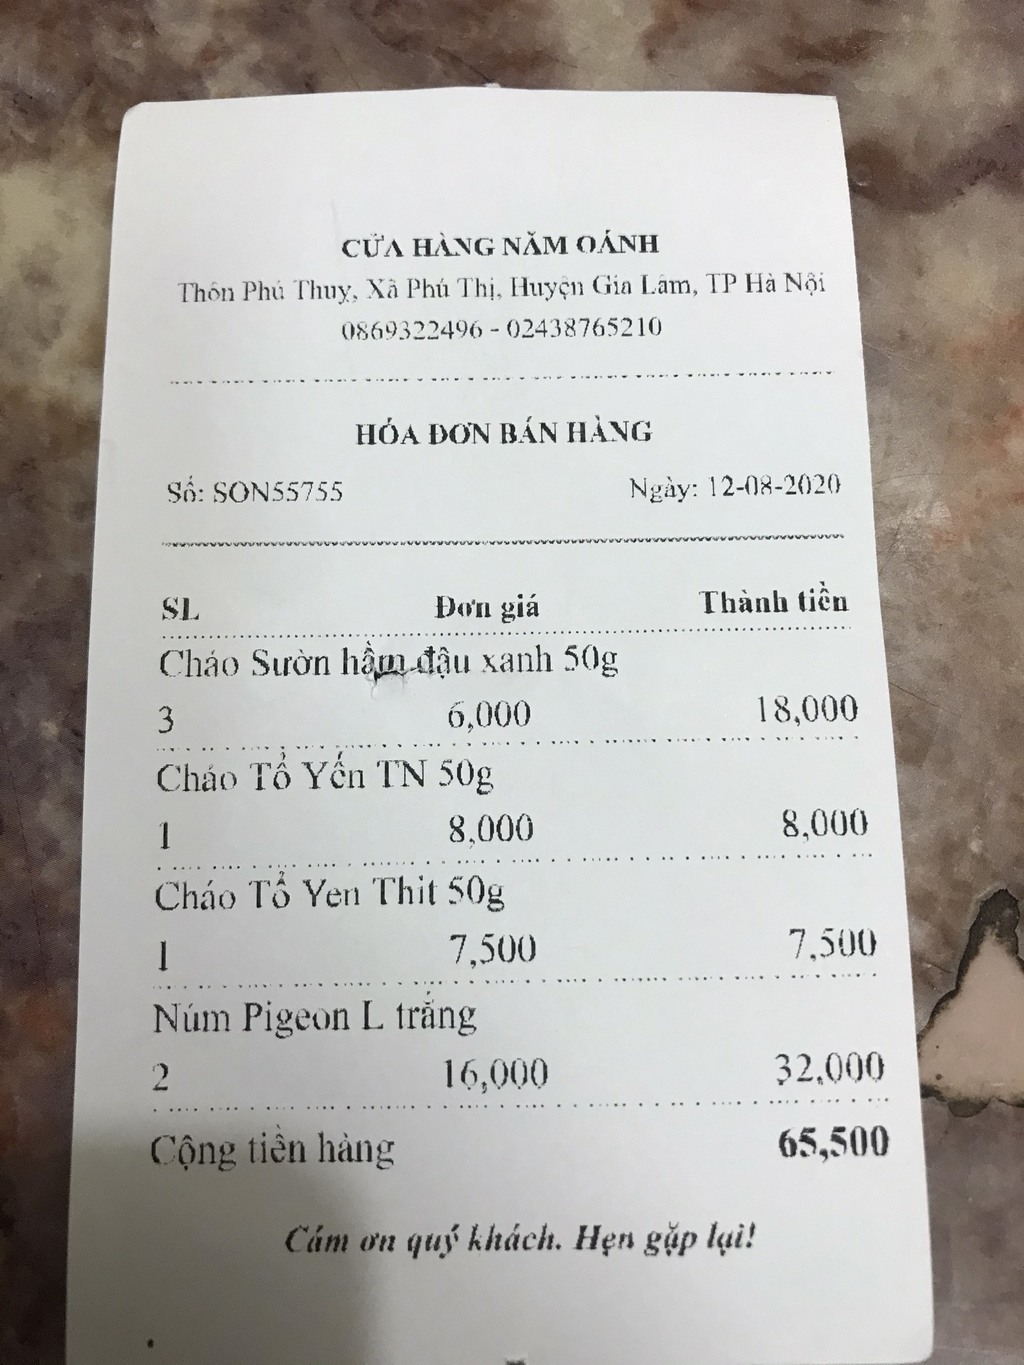 CỬA HÀNG NĂM OÁNH
Thôn Phú Thuy, Xã Phú Thị, Huyện Gia Lâm, TP Hà Nội
0869322496 - 02438765210
HÓA ĐƠN BÁN HÀNG
Số: SON55755 Ngày: 12-08-2020
SL Đơn giá Thành tiền
Cháo Sườn hầm đậu xanh 50g
3 6,000 18,000
Cháo Tổ Yến TN 50g
1 8,000 8,000
Cháo Tổ Yen Thit 50g
1 7,500 7,500
Núm Pigeon L trắng
2 16,000 32,000
Cộng tiền hàng 65,500
Cám ơn quý khách. Hẹn gặp lại!